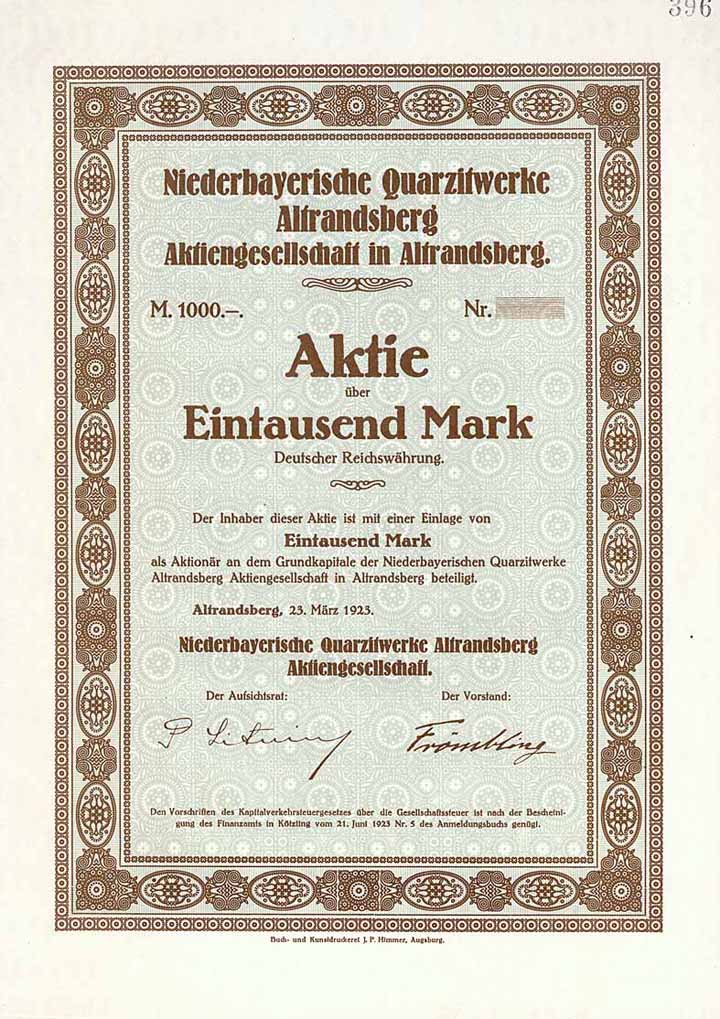 396
Niederbayerische Quarzitwerke
Altrandsberg
Aktiengesellschaft in Altrandsberg.
M. 1000.–. Nr.
Aktie
über
Eintausend Mark
Deutscher Reichswährung.
Der Inhaber dieser Aktie ist mit einer Einlage von
Eintausend Mark
als Aktionär an dem Grundkapitale der Niederbayerischen Quarzitwerke
Altrandsberg Aktiengesellschaft in Altrandsberg beteiligt.
Altrandsberg, 23. März 1923.
Niederbayerische Quarzitwerke Altrandsberg
Aktiengesellschaft.
Der Aufsichtsrat: Der Vorstand:
Frömbling
Den Vorschriften des Kapitalverkehrsteuergesetzes über die Gesellschaftssteuer ist nach der Bescheini-
gung des Finanzamts in Kötzting vom 21. Juni 1923 Nr. 5 des Anmeldungsbuchs genügt.
Buch- und Kunstdruckerei J. P. Himmer, Augsburg.